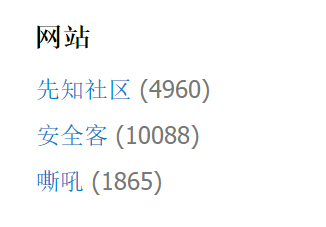 网站
先知社区 (4960)
安全客 (10088)
嘶吼 (1865)